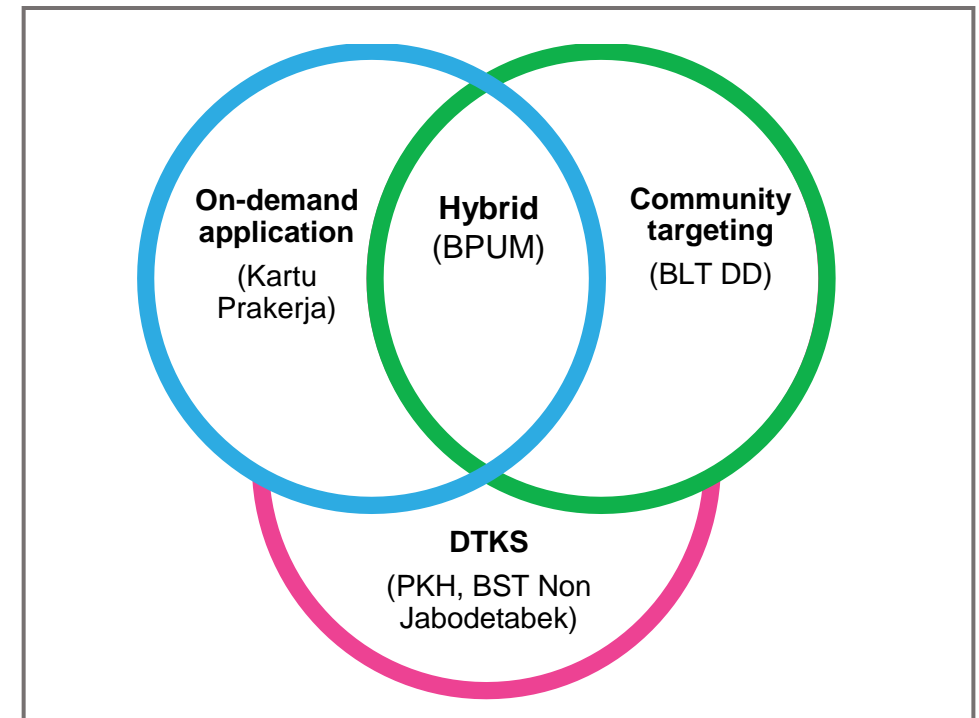 On-demand
application
(Kartu
Prakerja)
Hybrid
(BPUM)
Community
targeting
(BLT DD)
DTKS
(PKH, BST Non
Jabodetabek)